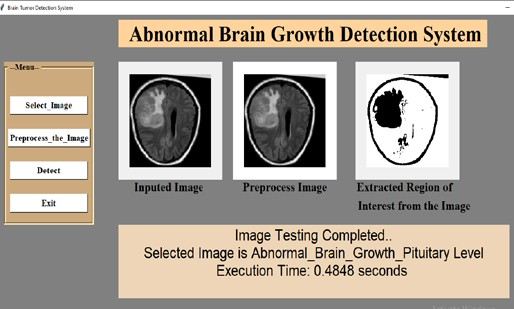 Brain Tumor Detection System
Abnormal Brain Growth Detection System
--Menu--
Select_Image
Preprocess_the_Image
Detect
Exit
Inputed Image
Preprocess Image
Extracted Region of
Interest from the Image
Image Testing Completed..
Selected Image is Abnormal_Brain_Growth_Pituitary Level
Execution Time: 0.4848 seconds